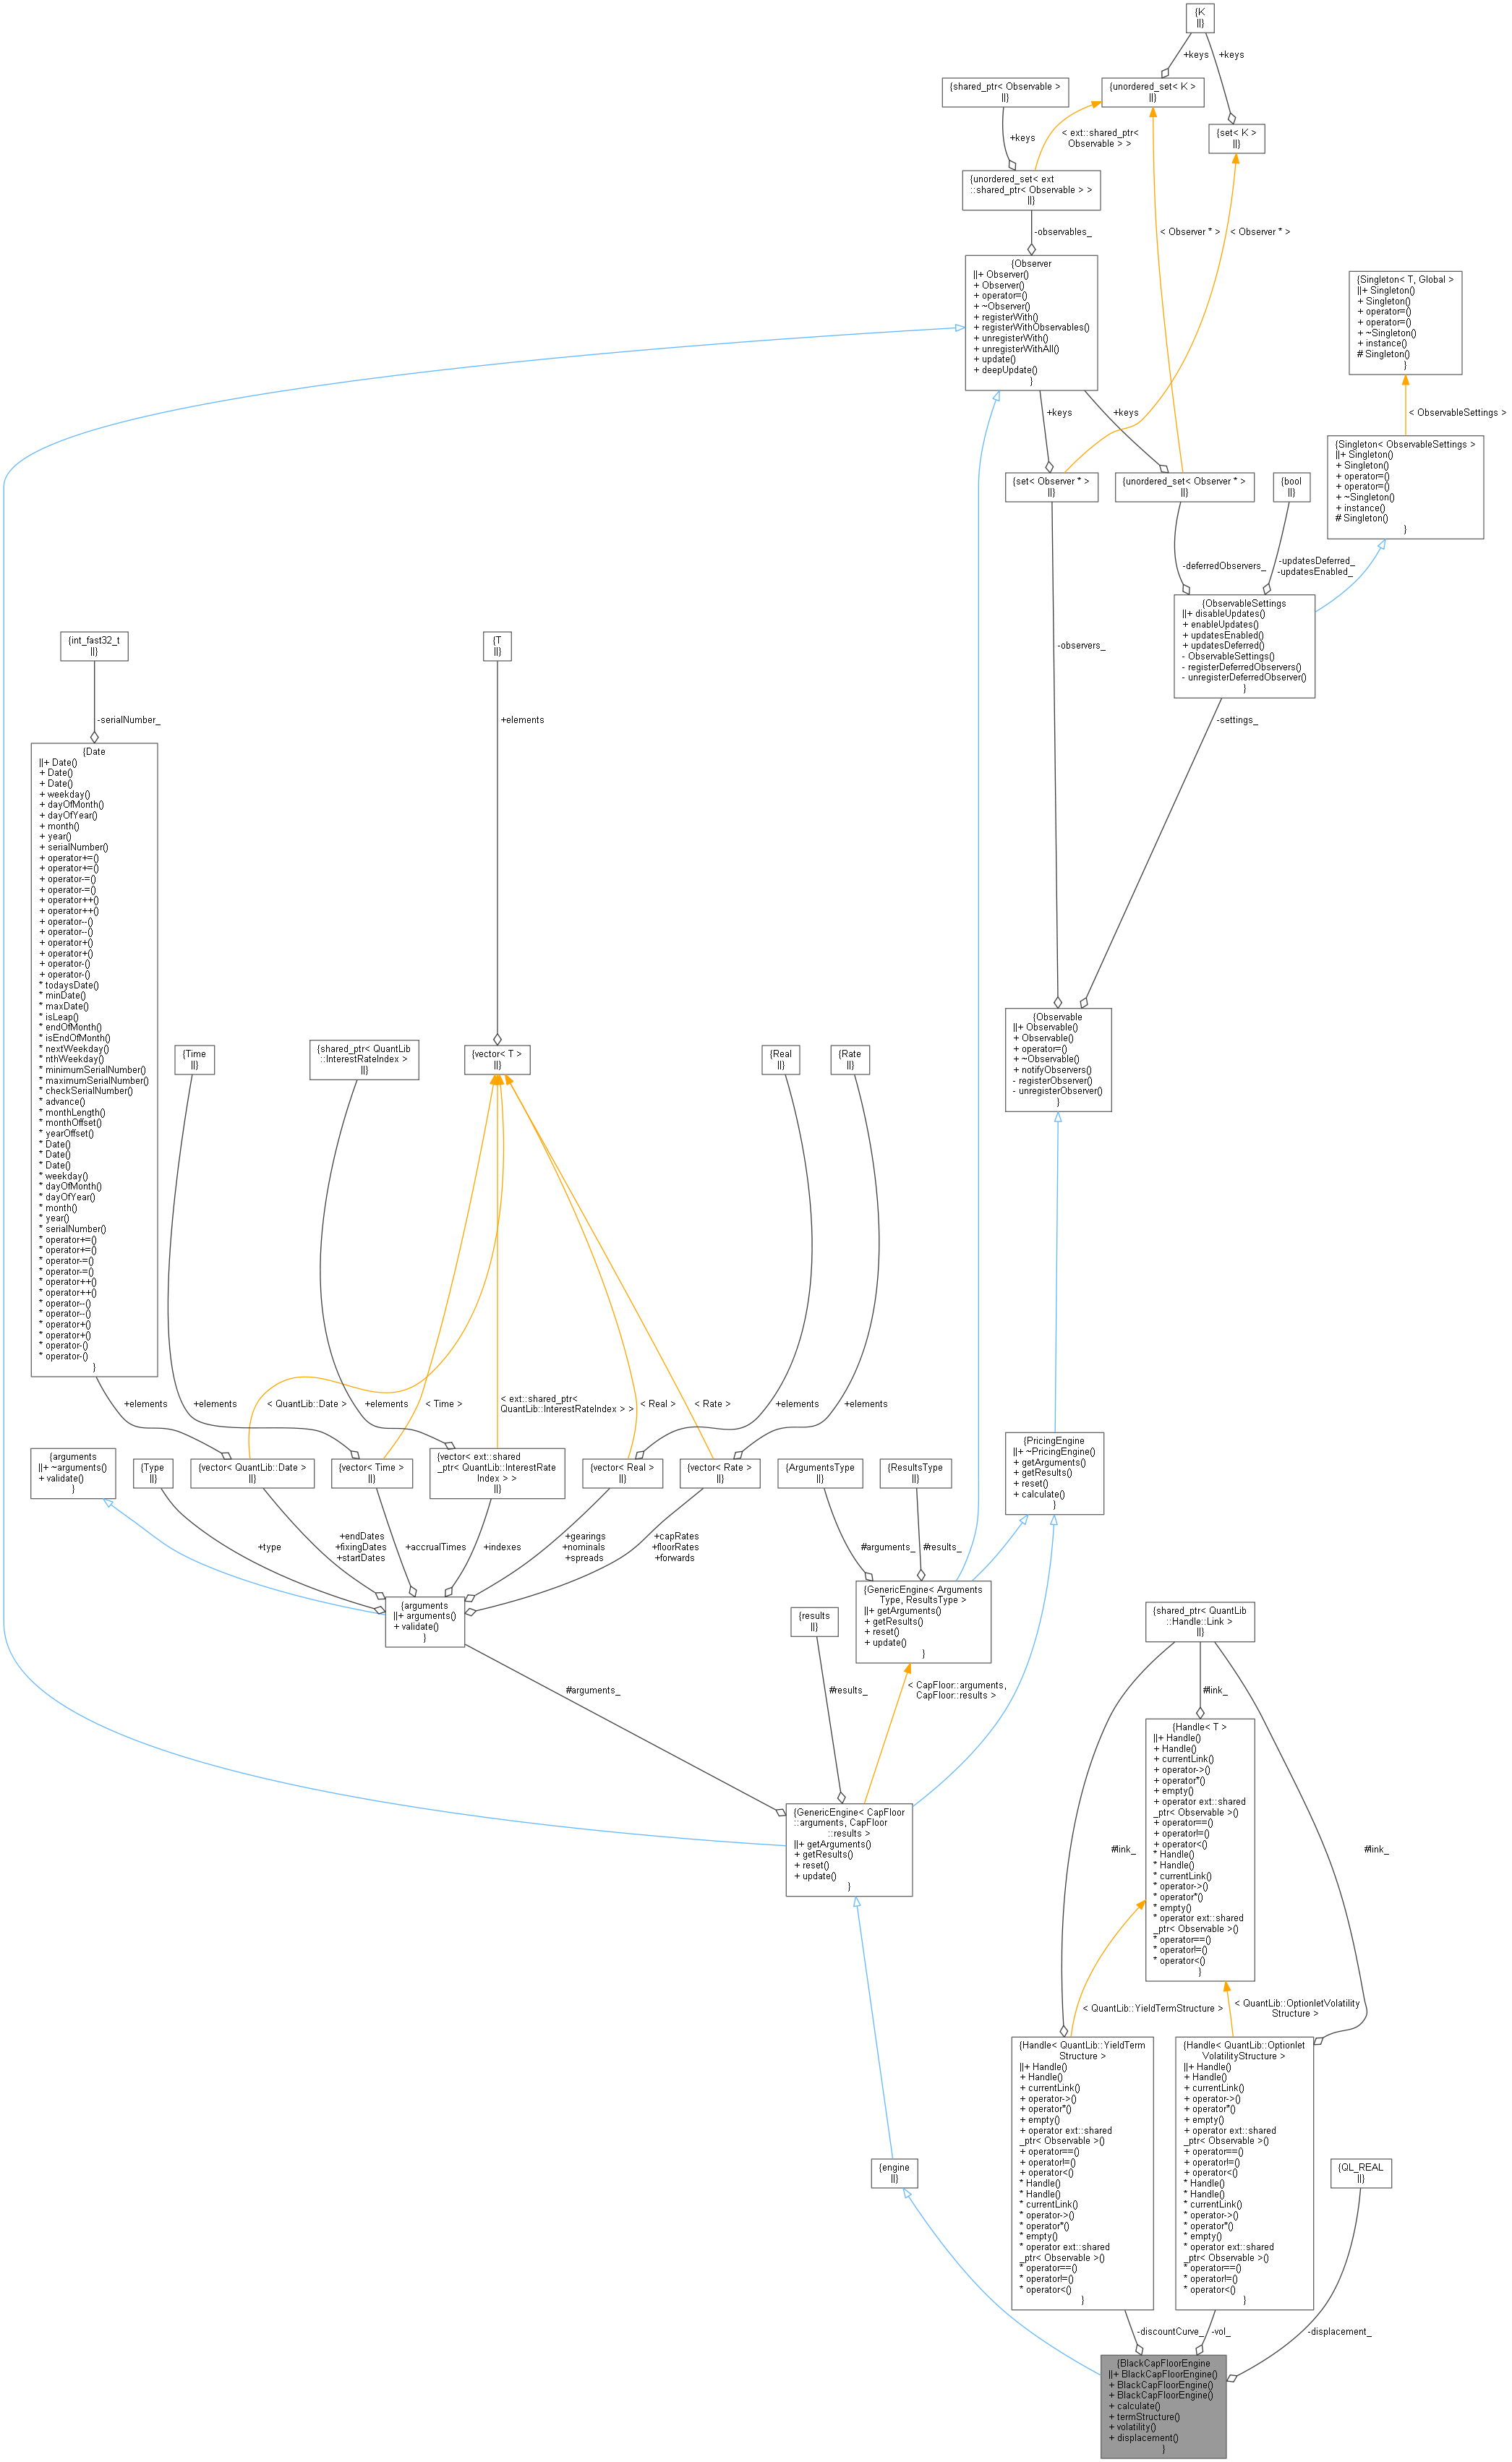 {K
||}
+keys
+keys
{shared_ptr< Observable >
||}
{unordered_set< K >
||}
{set< K >
||}
+keys
< ext::shared_ptr<
Observable > >
{unordered_set< ext
::shared_ptr< Observable > >
||}
-observables_
< Observer * >
< Observer * >
{Observer
||+ Observer()
+ Observer()
+ operator=()
+ ~Observer()
+ registerWith()
+ registerWithObservables()
+ unregisterWith()
+ unregisterWithAll()
+ update()
+ deepUpdate()
}
{Singleton< T, Global >
||+ Singleton()
+ Singleton()
+ operator=()
+ operator=()
+ ~Singleton()
+ instance()
# Singleton()
}
+keys
+keys
< ObservableSettings >
{set< Observer * >
||}
{unordered_set< Observer * >
||}
{bool
||}
{Singleton< ObservableSettings >
||+ Singleton()
+ Singleton()
+ operator=()
+ operator=()
+ ~Singleton()
+ instance()
# Singleton()
}
-deferredObservers_
-updatesDeferred_
-updatesEnabled_
{ObservableSettings
||+ disableUpdates()
+ enableUpdates()
+ updatesEnabled()
+ updatesDeferred()
- ObservableSettings()
- registerDeferredObservers()
- unregisterDeferredObserver()
}
{int_fast32_t
||}
{T
||}
-observers_
-serialNumber_
+elements
-settings_
{Date
||+ Date()
+ Date()
+ Date()
+ weekday()
+ dayOfMonth()
+ dayOfYear()
+ month()
+ year()
+ serialNumber()
+ operator+=()
+ operator+=()
+ operator-=()
+ operator-=()
+ operator++()
+ operator++()
+ operator--()
+ operator--()
+ operator+()
+ operator+()
+ operator-()
+ operator-()
* todaysDate()
* minDate()
* maxDate()
* isLeap()
* endOfMonth()
* isEndOfMonth()
* nextWeekday()
* nthWeekday()
* minimumSerialNumber()
* maximumSerialNumber()
* checkSerialNumber()
* advance()
* monthLength()
* monthOffset()
* yearOffset()
* Date()
* Date()
* Date()
* weekday()
* dayOfMonth()
* dayOfYear()
* month()
* year()
* serialNumber()
* operator+=()
* operator+=()
* operator-=()
* operator-=()
* operator++()
* operator++()
* operator--()
* operator--()
* operator+()
* operator+()
* operator-()
* operator-()
}
{Time
||}
{shared_ptr< QuantLib
::InterestRateIndex >
||}
{vector< T >
||}
{Real
||}
{Rate
||}
{Observable
||+ Observable()
+ Observable()
+ operator=()
+ ~Observable()
+ notifyObservers()
- registerObserver()
- unregisterObserver()
}
+elements
+elements
< QuantLib::Date >
+elements
< Time >
< ext::shared_ptr<
QuantLib::InterestRateIndex > >
< Real >
< Rate >
+elements
+elements
{arguments
||+ ~arguments()
+ validate()
}
{Type
||}
{vector< QuantLib::Date >
||}
{vector< Time >
||}
{vector< ext::shared
_ptr< QuantLib::InterestRate
Index > >
||}
{vector< Real >
||}
{vector< Rate >
||}
{ArgumentsType
||}
{ResultsType
||}
{PricingEngine
||+ ~PricingEngine()
+ getArguments()
+ getResults()
+ reset()
+ calculate()
}
+type
+endDates
+fixingDates
+startDates
+accrualTimes
+indexes
+gearings
+nominals
+spreads
+capRates
+floorRates
+forwards
#arguments_
#results_
{arguments
||+ arguments()
+ validate()
}
{results
||}
{GenericEngine< Arguments
Type, ResultsType >
||+ getArguments()
+ getResults()
+ reset()
+ update()
}
{shared_ptr< QuantLib
::Handle::Link >
||}
#arguments_
#results_
< CapFloor::arguments,
CapFloor::results >
#link_
{GenericEngine< CapFloor
::arguments, CapFloor
::results >
||+ getArguments()
+ getResults()
+ reset()
+ update()
}
#link_
{Handle< T >
||+ Handle()
+ Handle()
+ currentLink()
+ operator->()
+ operator*()
+ empty()
+ operator ext::shared
_ptr< Observable >()
+ operator==()
+ operator!=()
+ operator<()
* Handle()
* Handle()
* currentLink()
* operator->()
* operator*()
* empty()
* operator ext::shared
_ptr< Observable >()
* operator==()
* operator!=()
* operator<()
}
#link_
< QuantLib::YieldTermStructure >
< QuantLib::OptionletVolatility
Structure >
{Handle< QuantLib::YieldTerm
Structure >
||+ Handle()
+ Handle()
+ currentLink()
+ operator->()
+ operator*()
+ empty()
+ operator ext::shared
_ptr< Observable >()
+ operator==()
+ operator!=()
+ operator<()
* Handle()
* Handle()
* currentLink()
* operator->()
* operator*()
* empty()
* operator ext::shared
_ptr< Observable >()
* operator==()
* operator!=()
* operator<()
}
{Handle< QuantLib::Optionlet
VolatilityStructure >
||+ Handle()
+ Handle()
+ currentLink()
+ operator->()
+ operator*()
+ empty()
+ operator ext::shared
_ptr< Observable >()
+ operator==()
+ operator!=()
+ operator<()
* Handle()
* Handle()
* currentLink()
* operator->()
* operator*()
* empty()
* operator ext::shared
_ptr< Observable >()
* operator==()
* operator!=()
* operator<()
}
{engine
||}
{QL_REAL
||}
-discountCurve_
-vol_
-displacement_
{BlackCapFloorEngine
||+ BlackCapFloorEngine()
+ BlackCapFloorEngine()
+ BlackCapFloorEngine()
+ calculate()
+ termStructure()
+ volatility()
+ displacement()
}